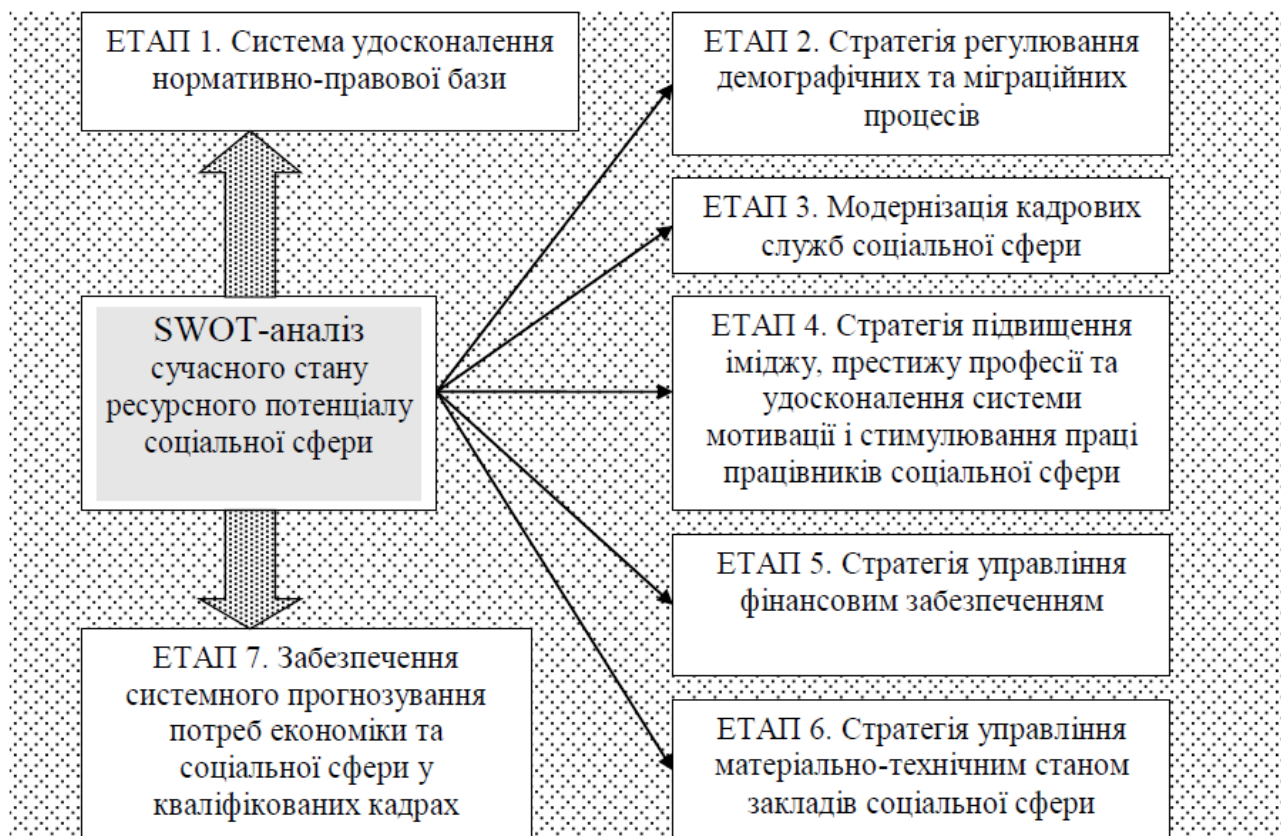 ЕТАП 1. Система удосконалення
нормативно-правової бази
ЕТАП 2. Стратегія регулювання
демографічних та міграційних
процесів
ЕТАП 3. Модернізація кадрових
служб соціальної сфери
SWOT-аналіз
сучасного стану
ресурсного потенціалу
соціальної сфери
ЕТАП 4. Стратегія підвищення
іміджу, престижу професії та
удосконалення системи
мотивації і стимулювання праці
працівників соціальної сфери
ЕТАП 5. Стратегія управління
фінансовим забезпеченням
ЕТАП 6. Стратегія управління
матеріально-технічним станом
закладів соціальної сфери
ЕТАП 7. Забезпечення
системного прогнозування
потреб економіки та
соціальної сфери у
кваліфікованих кадрах